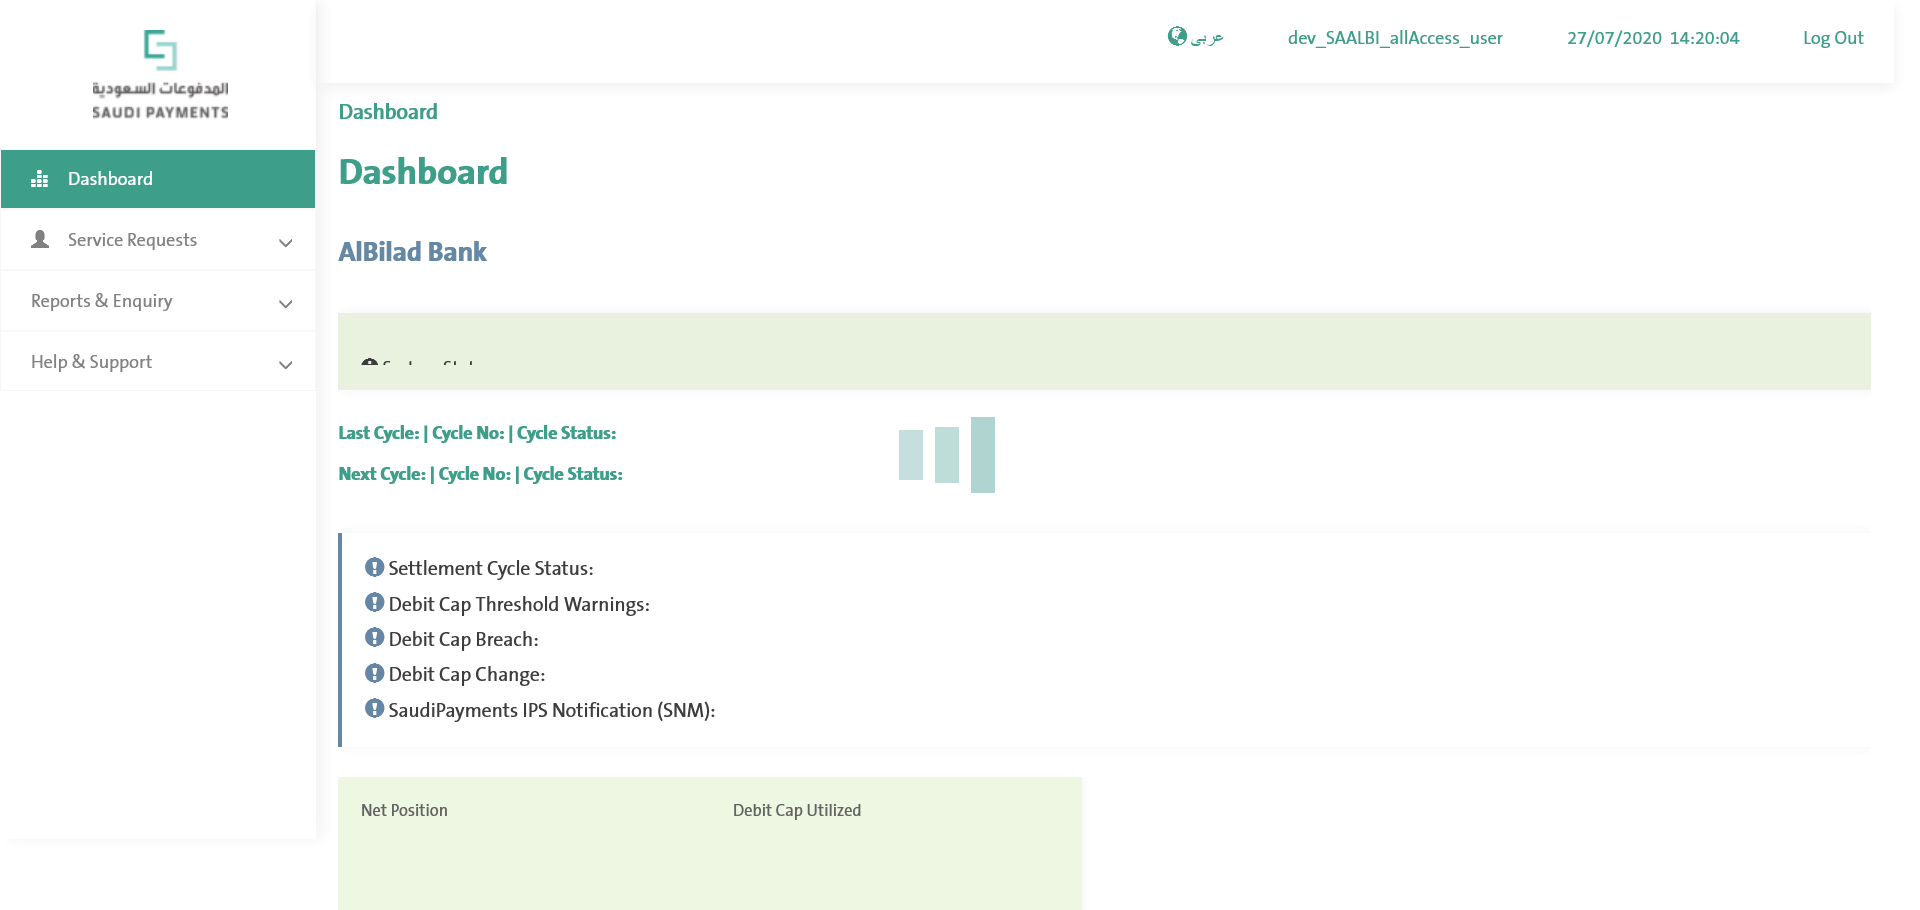 عربى
dev_SAALBI_allAccess_user
27/07/2020 14:20:04
Log Out
المدفوعات السعودية
SAUDI PAYMENTS
Dashboard
Service Requests
Reports & Enquiry
Help & Support
Dashboard
Dashboard
AlBilad Bank
Last Cycle: | Cycle No: | Cycle Status:
Next Cycle: | Cycle No: | Cycle Status:
Settlement Cycle Status:
Debit Cap Threshold Warnings:
Debit Cap Breach:
Debit Cap Change:
SaudiPayments IPS Notification (SNM):
Net Position
Debit Cap Utilized